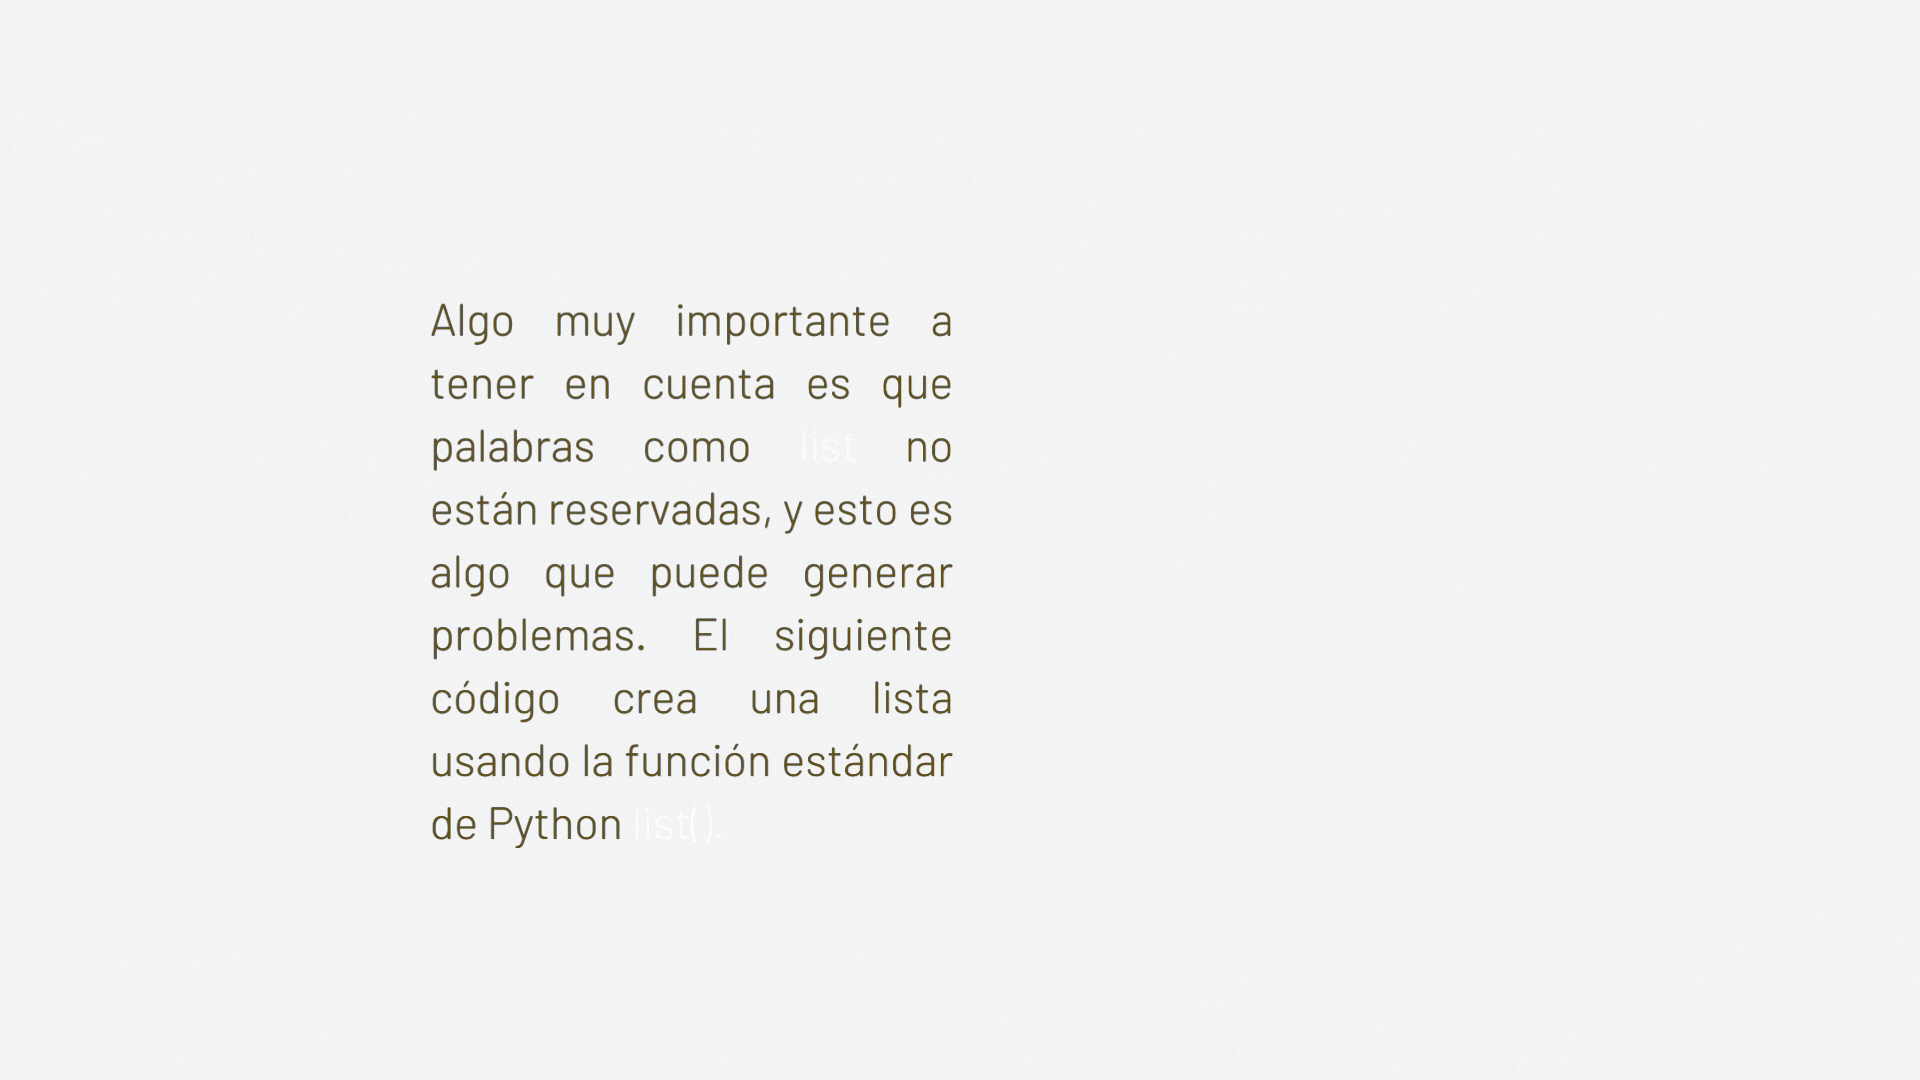 Algo muy importante a
tener en cuenta es que
palabras como list no
están reservadas, y esto es
algo que puede generar
problemas. El siguiente
código crea una lista
usando la función estándar
de Python list().